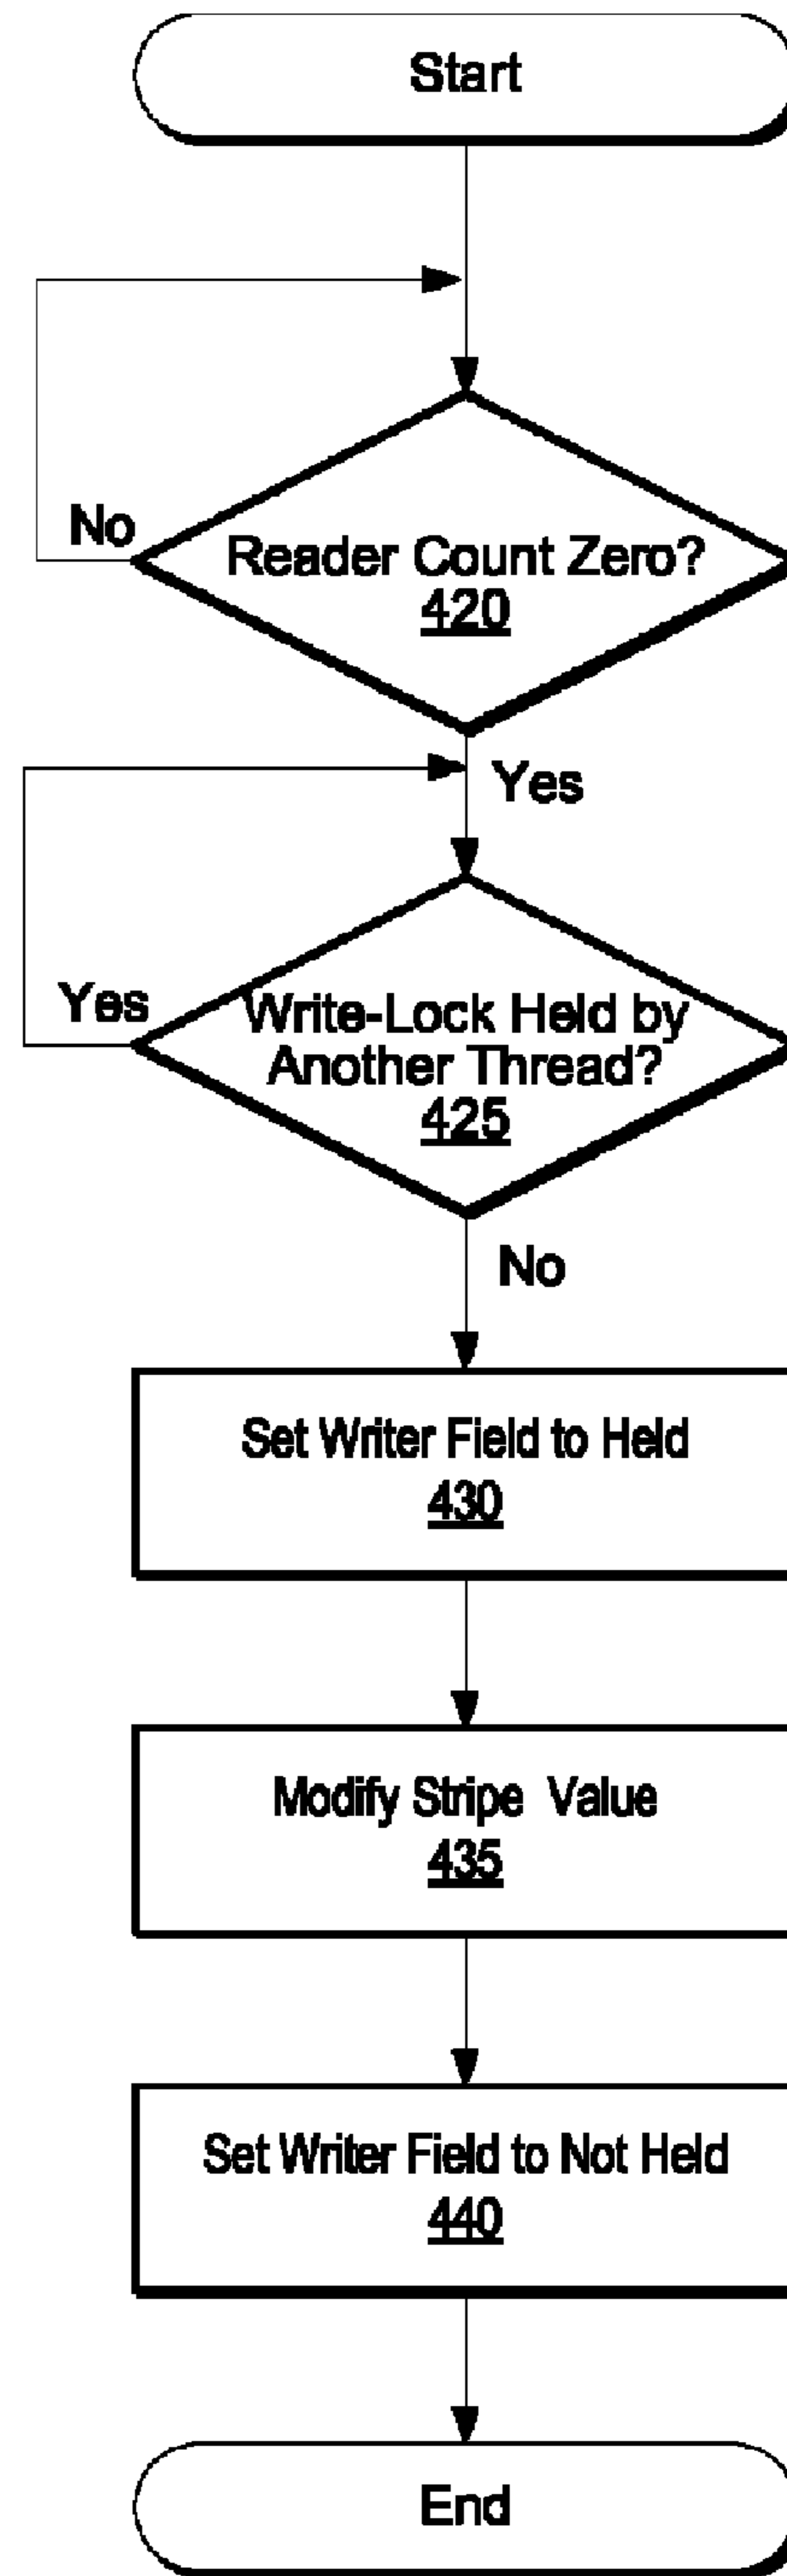 Start
No
Reader Count Zero?
420
Yes
Yes
Write-Lock Held by
Another Thread?
425
No
Set Writer Field to Held
430
Modify Stripe Value
435
Set Writer Field to Not Held
440
End